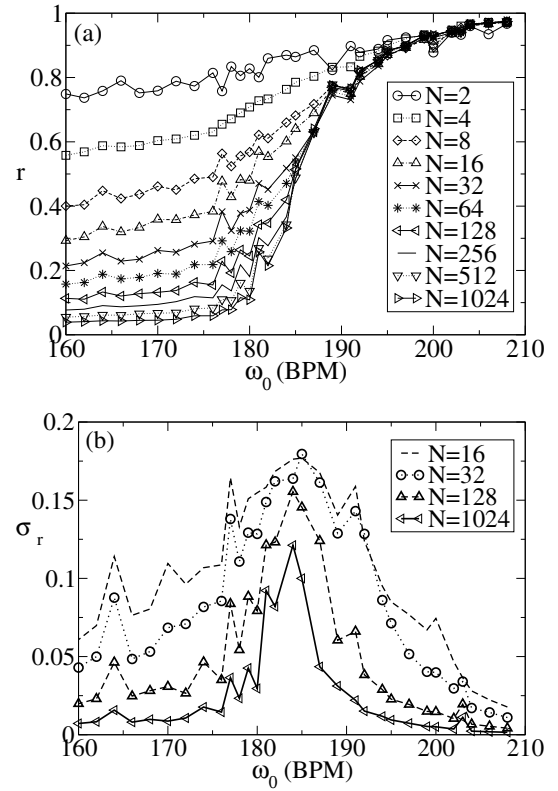 (a)
1
0.8
0.6
0.4
0.2
0
r
N=2
N=4
N=8
N=16
N=32
N=64
N=128
N=256
N=512
N=1024
160 170 180 190 200 210
ω0 (BPM)
(b)
0.2
0.15
0.1
0.05
0
σr
N=16
N=32
N=128
N=1024
160 170 180 190 200 210
ω0 (BPM)